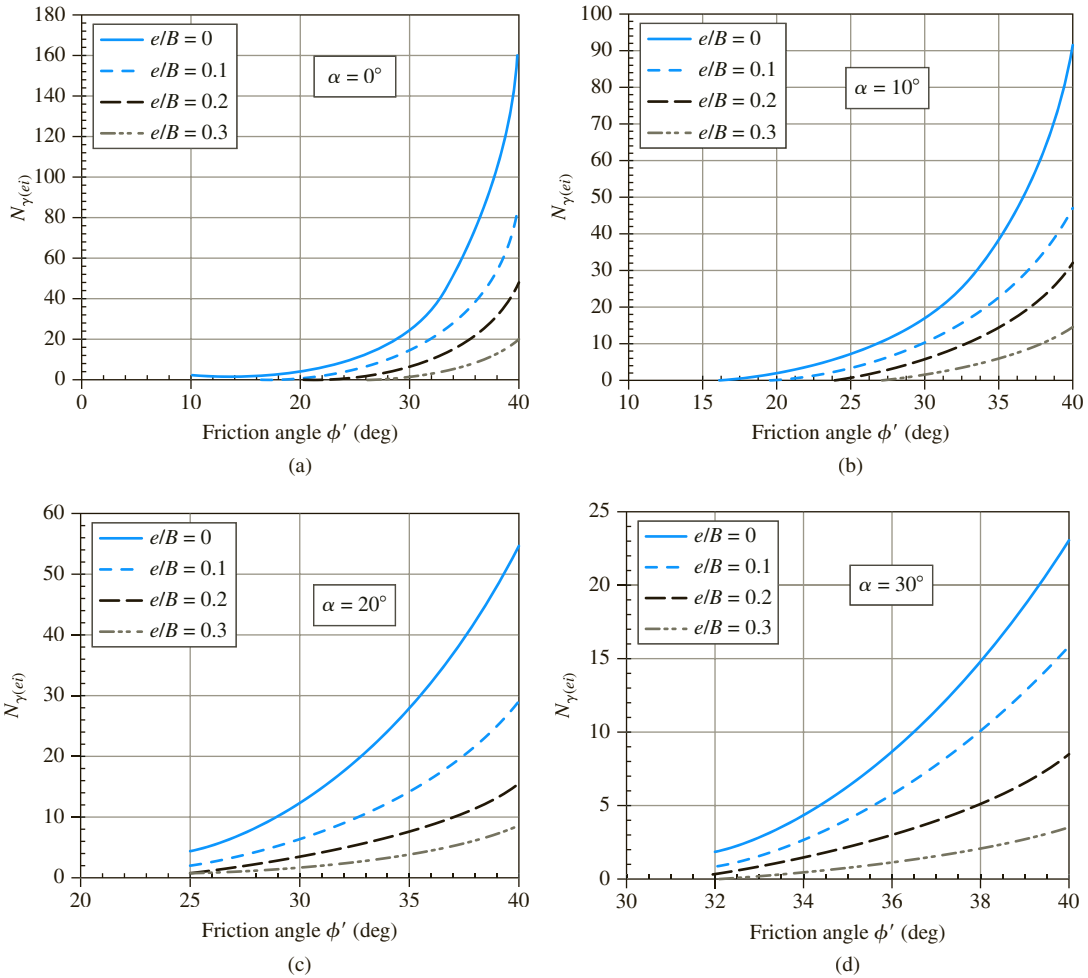 180
160
140
120
100
80
60
40
20
0
N_γ(ei)
e/B = 0
e/B = 0.1
e/B = 0.2
e/B = 0.3
α = 0°
0
10
20
30
40
Friction angle ϕ′ (deg)
(a)
100
90
80
70
60
50
40
30
20
10
0
N_γ(ei)
e/B = 0
e/B = 0.1
e/B = 0.2
e/B = 0.3
α = 10°
10
15
20
25
30
35
40
Friction angle ϕ′ (deg)
(b)
60
50
40
30
20
10
0
N_γ(ei)
e/B = 0
e/B = 0.1
e/B = 0.2
e/B = 0.3
α = 20°
20
25
30
35
40
Friction angle ϕ′ (deg)
(c)
25
20
15
10
5
0
N_γ(ei)
e/B = 0
e/B = 0.1
e/B = 0.2
e/B = 0.3
α = 30°
30
32
34
36
38
40
Friction angle ϕ′ (deg)
(d)